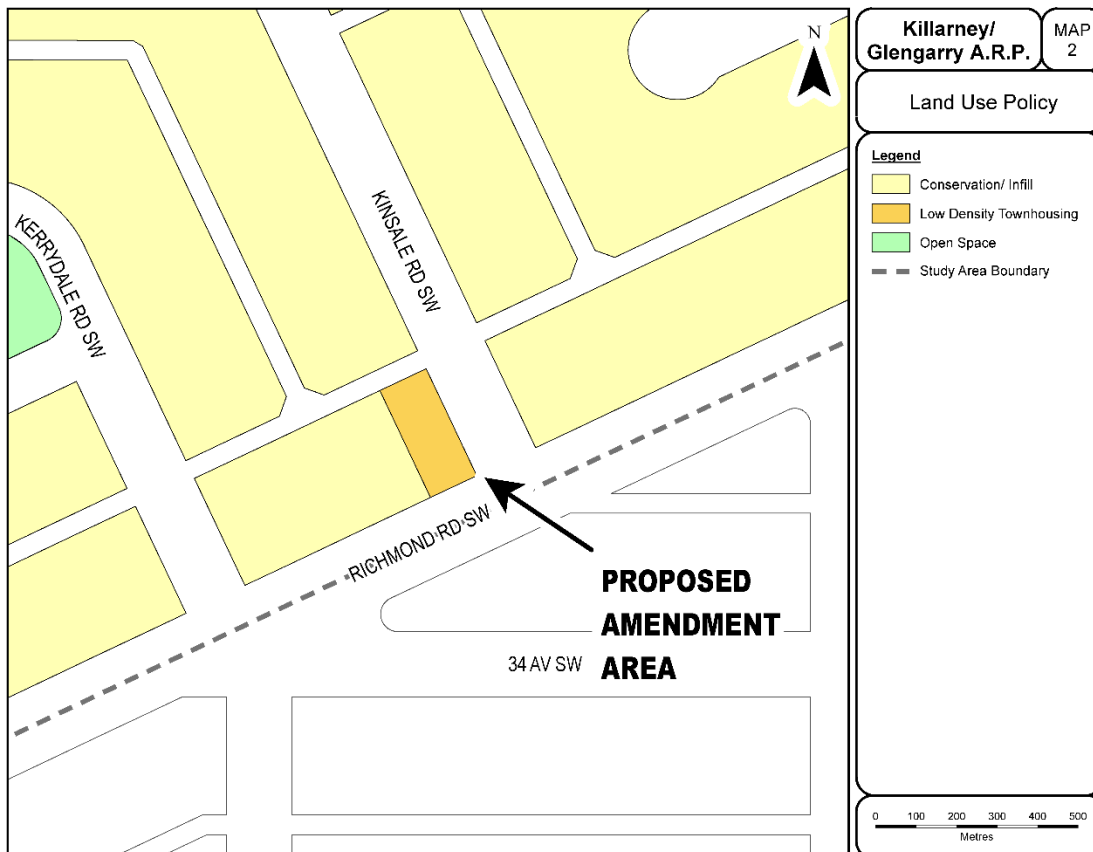 Killarney/
Glengarry A.R.P.
MAP
2
Land Use Policy
Legend
Conservation/ Infill
Low Density Townhousing
Open Space
Study Area Boundary
N
KERRYDALE RD SW
KINSALE RD SW
RICHMOND RD SW
PROPOSED
AMENDMENT
AREA
34 AV SW
0 100 200 300 400 500
Metres